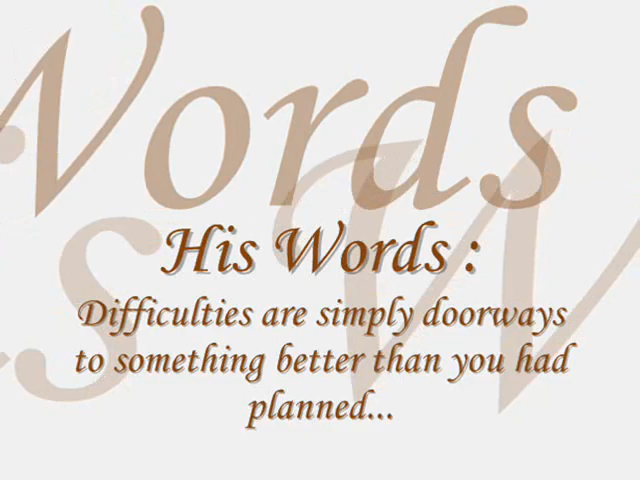 Words
s W
His Words :
Difficulties are simply doorways
to something better than you had
planned...